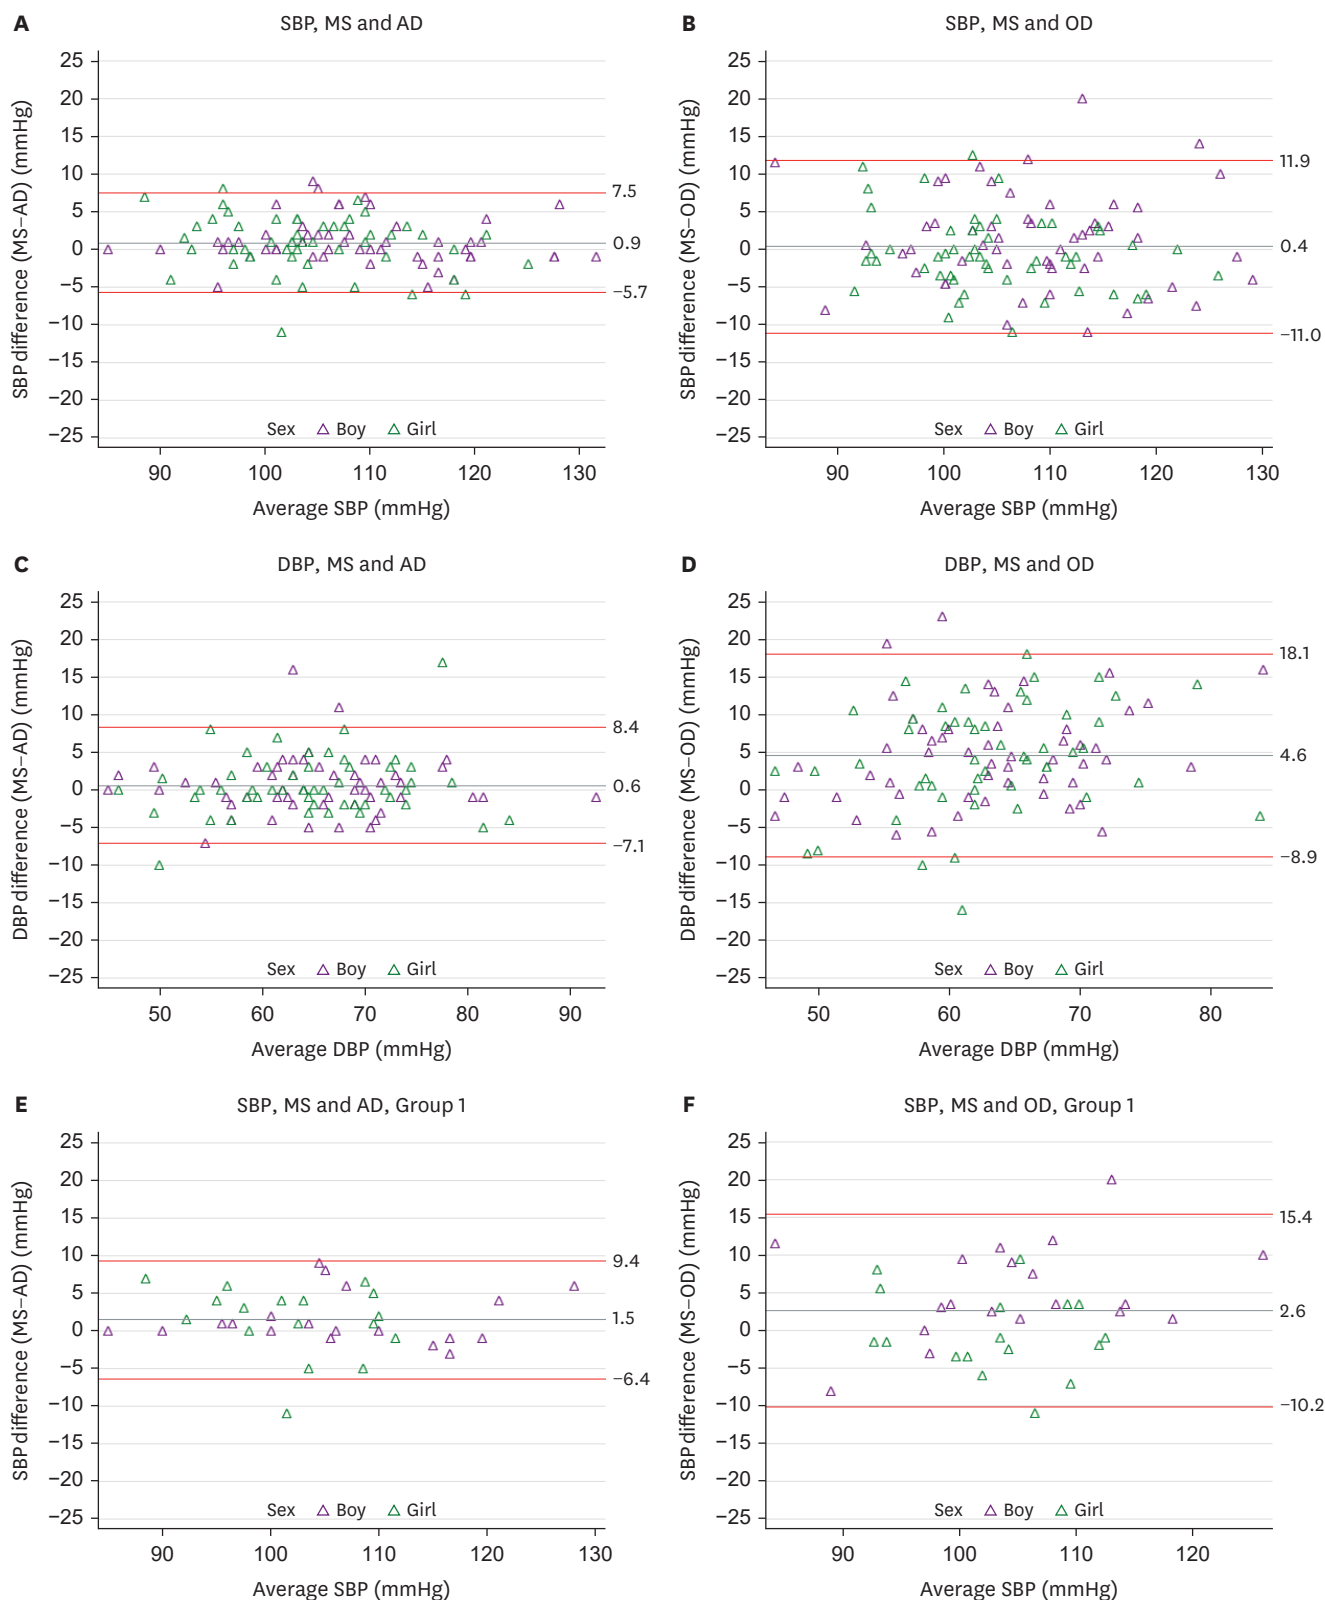 A SBP, MS and AD
SBP difference (MS−AD) (mmHg)
25
20
15
10
5
0
−5
−10
−15
−20
−25
7.5
0.9
−5.7
Sex Boy Girl
90 100 110 120 130
Average SBP (mmHg)
B SBP, MS and OD
SBP difference (MS−OD) (mmHg)
25
20
15
10
5
0
−5
−10
−15
−20
−25
11.9
0.4
−11.0
Sex Boy Girl
90 100 110 120 130
Average SBP (mmHg)
C DBP, MS and AD
DBP difference (MS−AD) (mmHg)
25
20
15
10
5
0
−5
−10
−15
−20
−25
8.4
0.6
−7.1
Sex Boy Girl
50 60 70 80 90
Average DBP (mmHg)
D DBP, MS and OD
DBP difference (MS−OD) (mmHg)
25
20
15
10
5
0
−5
−10
−15
−20
−25
18.1
4.6
−8.9
Sex Boy Girl
50 60 70 80
Average DBP (mmHg)
E SBP, MS and AD, Group 1
SBP difference (MS−AD) (mmHg)
25
20
15
10
5
0
−5
−10
−15
−20
−25
9.4
1.5
−6.4
Sex Boy Girl
90 100 110 120 130
Average SBP (mmHg)
F SBP, MS and OD, Group 1
SBP difference (MS−OD) (mmHg)
25
20
15
10
5
0
−5
−10
−15
−20
−25
15.4
2.6
−10.2
Sex Boy Girl
90 100 110 120
Average SBP (mmHg)